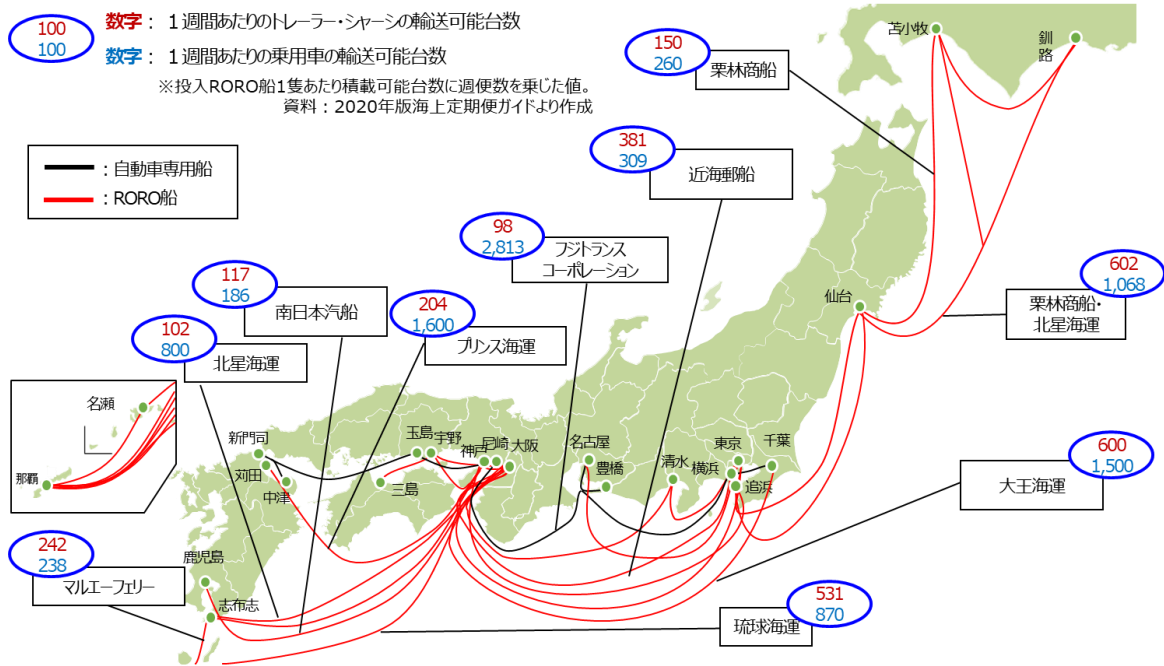 100
100
数字： 1週間あたりのトレーラー・シャーシの輸送可能台数
数字： 1週間あたりの乗用車の輸送可能台数
※投入RORO船1隻あたり積載可能台数に週便数を乗じた値。
資料：2020年版海上定期便ガイドより作成
：自動車専用船
：RORO船
苫小牧
釧路
150
260
栗林商船
381
309
近海郵船
98
2,813
フジトランス
コーポレーション
117
186
南日本汽船
204
1,600
プリンス海運
102
800
北星海運
仙台
602
1,068
栗林商船・
北星海運
名瀬
那覇
新門司
苅田
中津
玉島
宇野
三島
神戸
尼崎
大阪
名古屋
豊橋
清水
横浜
東京
千葉
追浜
600
1,500
大王海運
242
238
マルエーフェリー
鹿児島
志布志
531
870
琉球海運